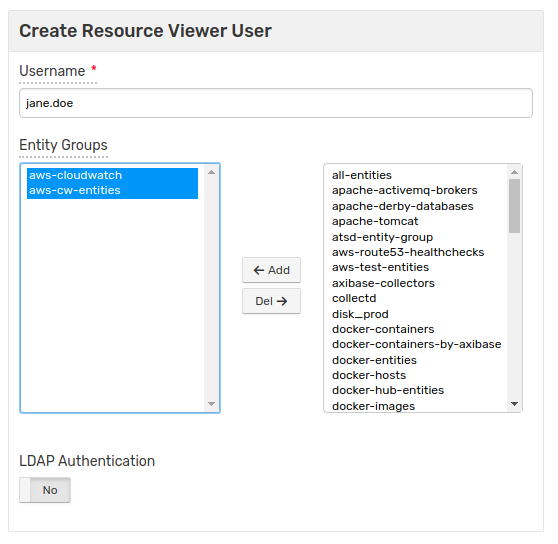 Create Resource Viewer User
Username *
jane.doe
Entity Groups
aws-cloudwatch
aws-cw-entities
← Add
Del →
all-entities
apache-activemq-brokers
apache-derby-databases
apache-tomcat
atsd-entity-group
aws-route53-healthchecks
aws-test-entities
axibase-collectors
collectd
disk_prod
docker-containers
docker-containers-by-axibase
docker-entities
docker-hosts
docker-hub-entities
docker-images
LDAP Authentication
No